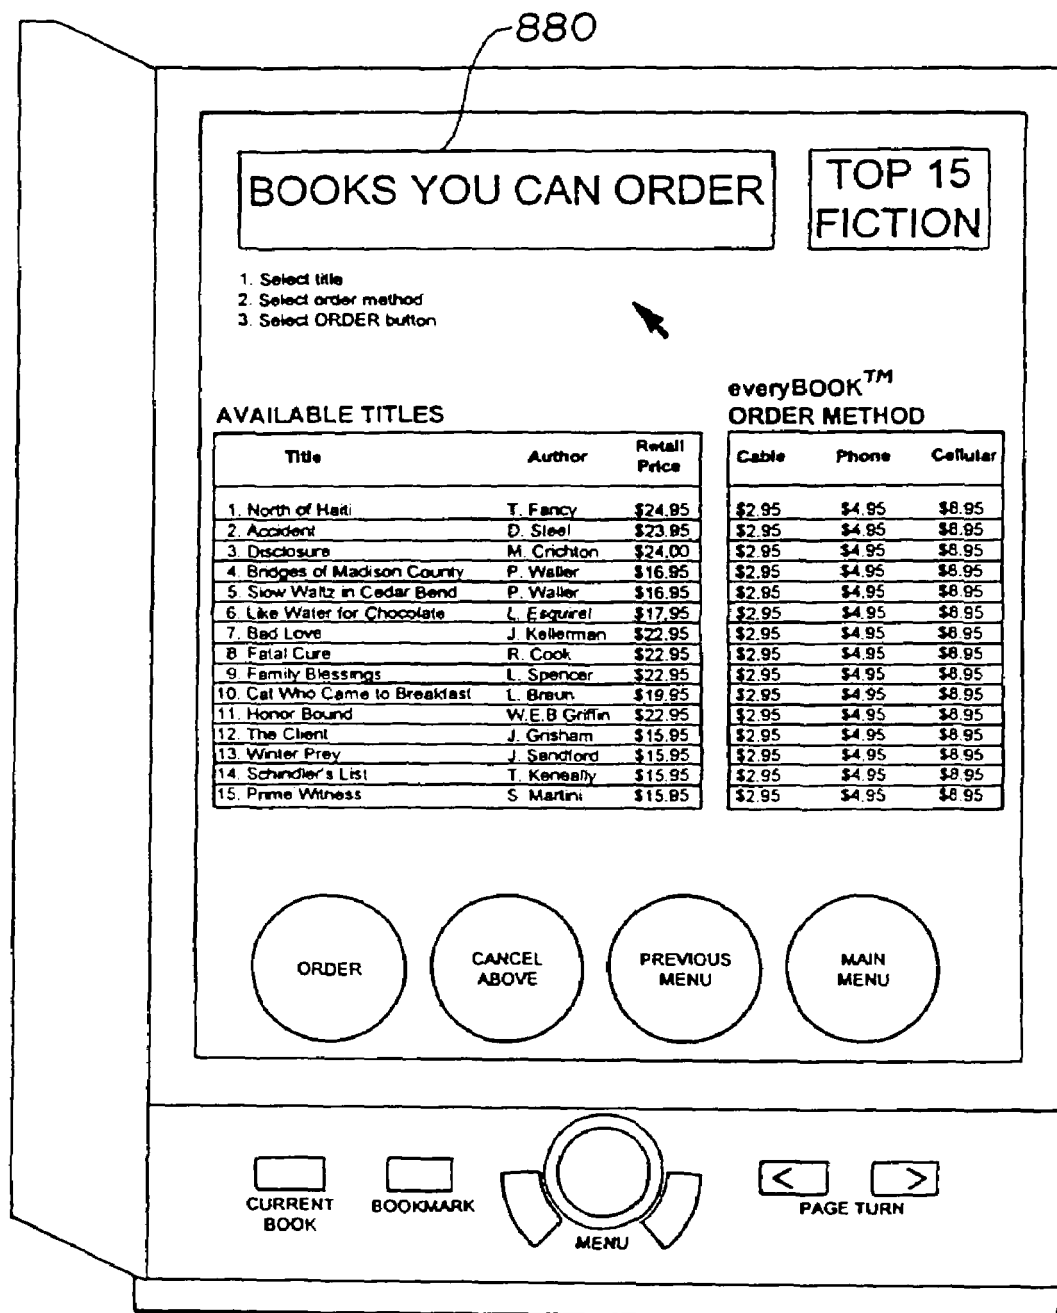 880
BOOKS YOU CAN ORDER
TOP 15
FICTION
1. Select title
2. Select order method
3. Select ORDER button
everyBOOK™
AVAILABLE TITLES ORDER METHOD
Title Author Retail Price Cable Phone Cellular
1. North of Haiti T. Fancy $24.95 $2.95 $4.95 $8.95
2. Accident D. Steel $23.95 $2.95 $4.95 $8.95
3. Disclosure M. Crichton $24.00 $2.95 $4.95 $8.95
4. Bridges of Madison County P. Waller $16.95 $2.95 $4.95 $8.95
5. Slow Waltz in Cedar Bend P. Waller $16.95 $2.95 $4.95 $8.95
6. Like Water for Chocolate L. Esquirel $17.95 $2.95 $4.95 $8.95
7. Bad Love J. Kellerman $22.95 $2.95 $4.95 $8.95
8 Fatal Cure R. Cook $22.95 $2.95 $4.95 $8.95
9. Family Blessings L. Spencer $22.95 $2.95 $4.95 $8.95
10. Cat Who Came to Breakfast L. Braun $19.95 $2.95 $4.95 $8.95
11. Honor Bound W.E.B Griffin $22.95 $2.95 $4.95 $8.95
12. The Client J. Grisham $15.95 $2.95 $4.95 $8.95
13. Winter Prey J. Sandford $15.95 $2.95 $4.95 $8.95
14. Schindler's List T. Keneally $15.95 $2.95 $4.95 $8.95
15. Prime Witness S Martini $15.95 $2.95 $4.95 $8.95
ORDER
CANCEL
ABOVE
PREVIOUS
MENU
MAIN
MENU
CURRENT
BOOK
BOOKMARK
MENU
< >
PAGE TURN